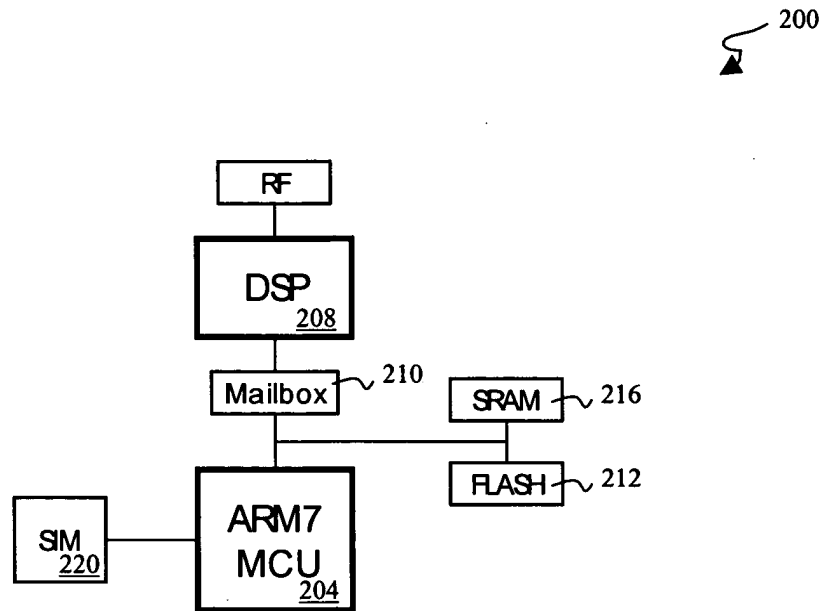 200
RF
DSP
208
Mailbox
210
SRAM
216
FLASH
212
ARM7
MCU
204
SIM
220